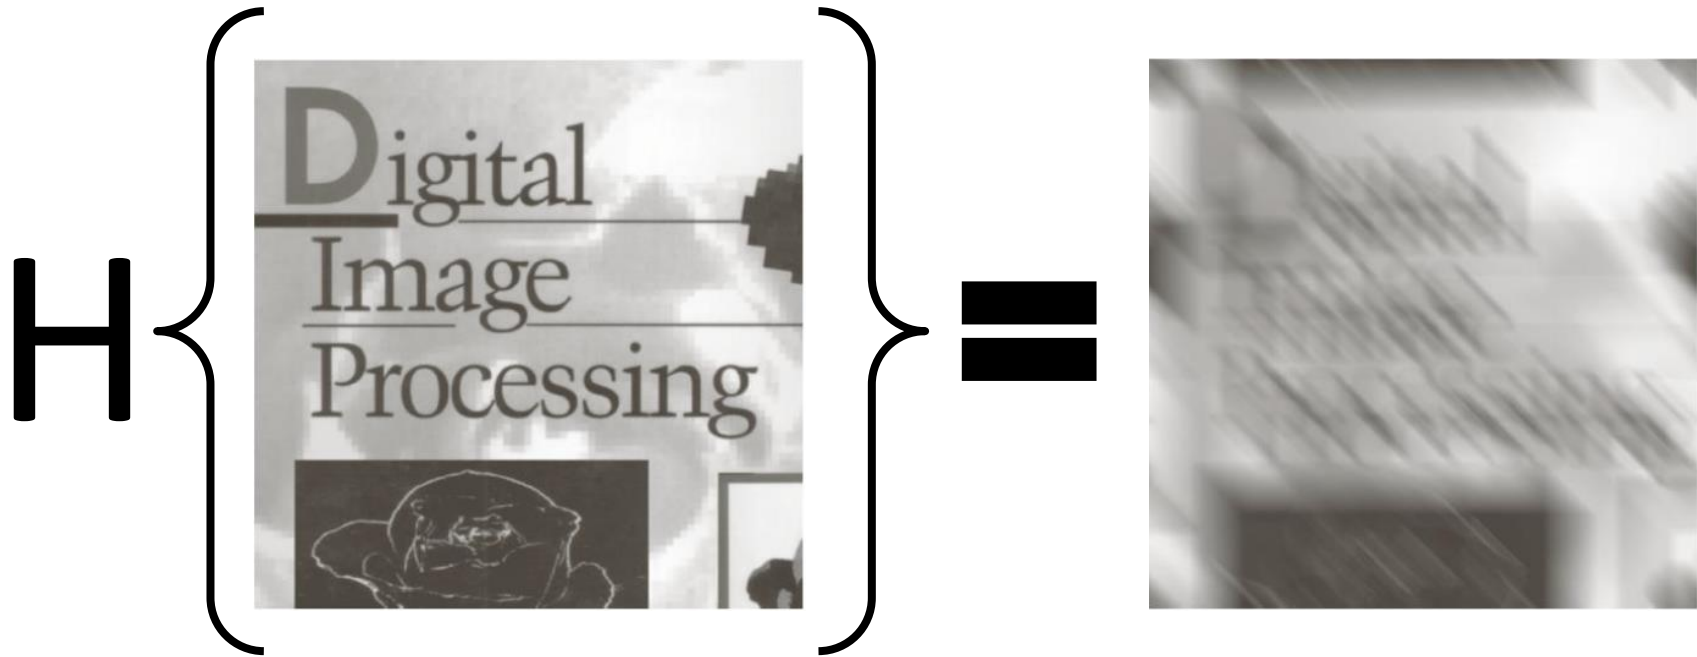 H { Digital
Image
Processing } =